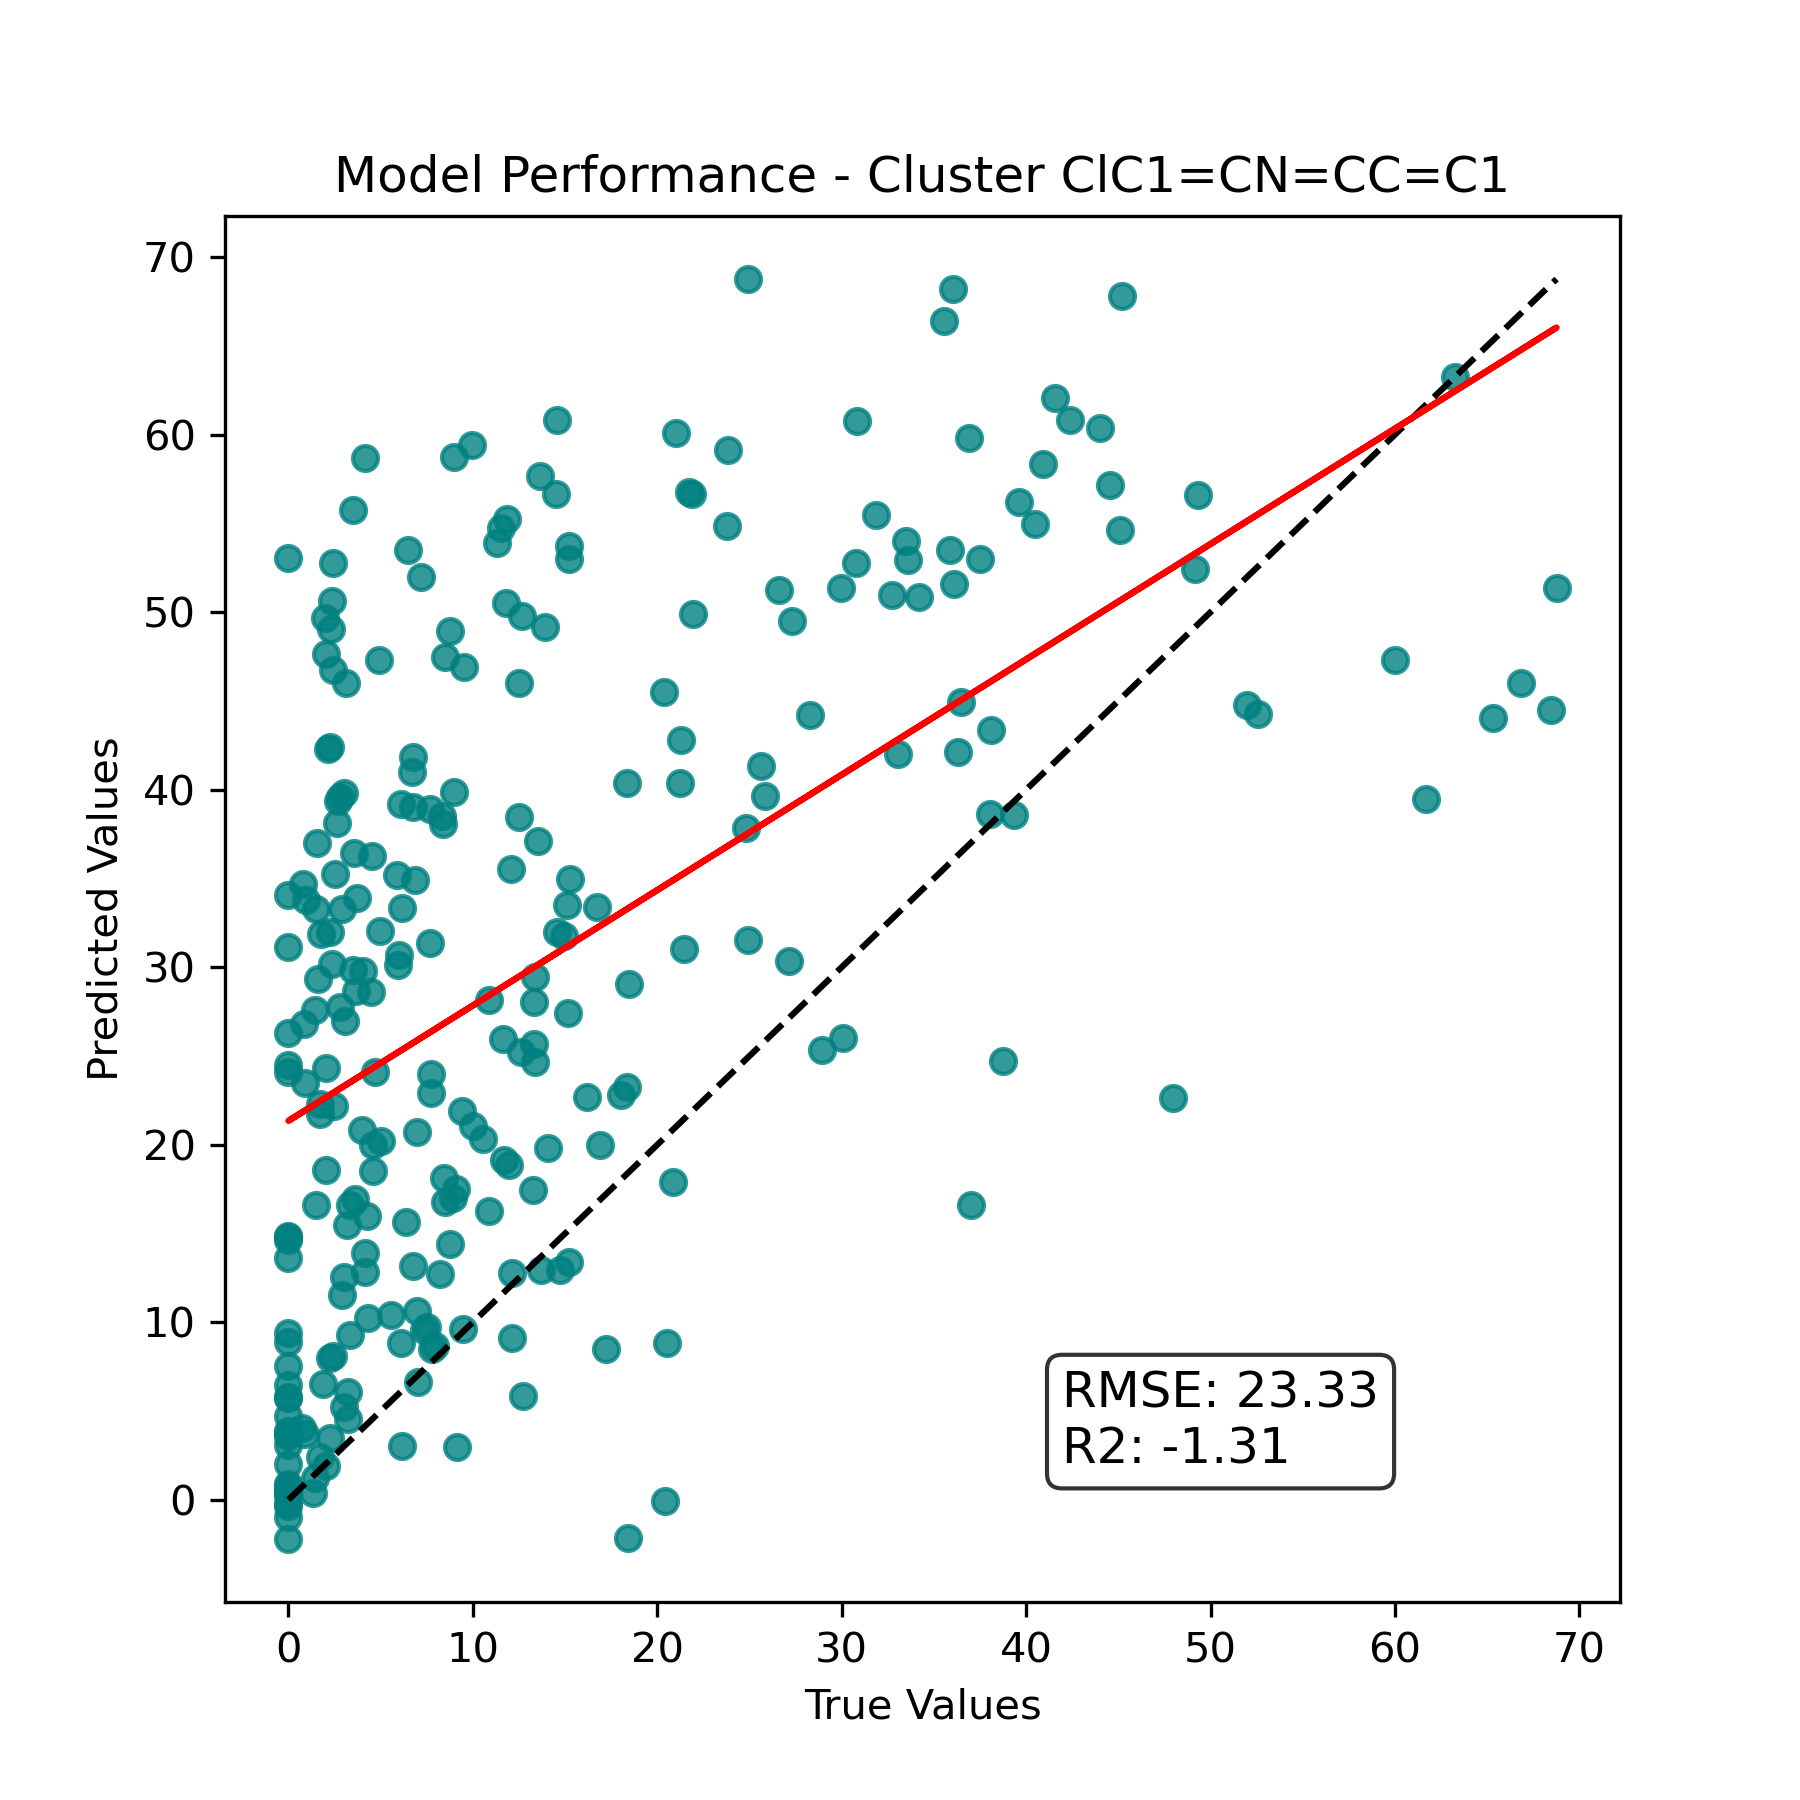 Model Performance - Cluster ClC1=CN=CC=C1
70
60
50
40
30
20
10
0
Predicted Values
RMSE: 23.33
R2: -1.31
0 10 20 30 40 50 60 70
True Values